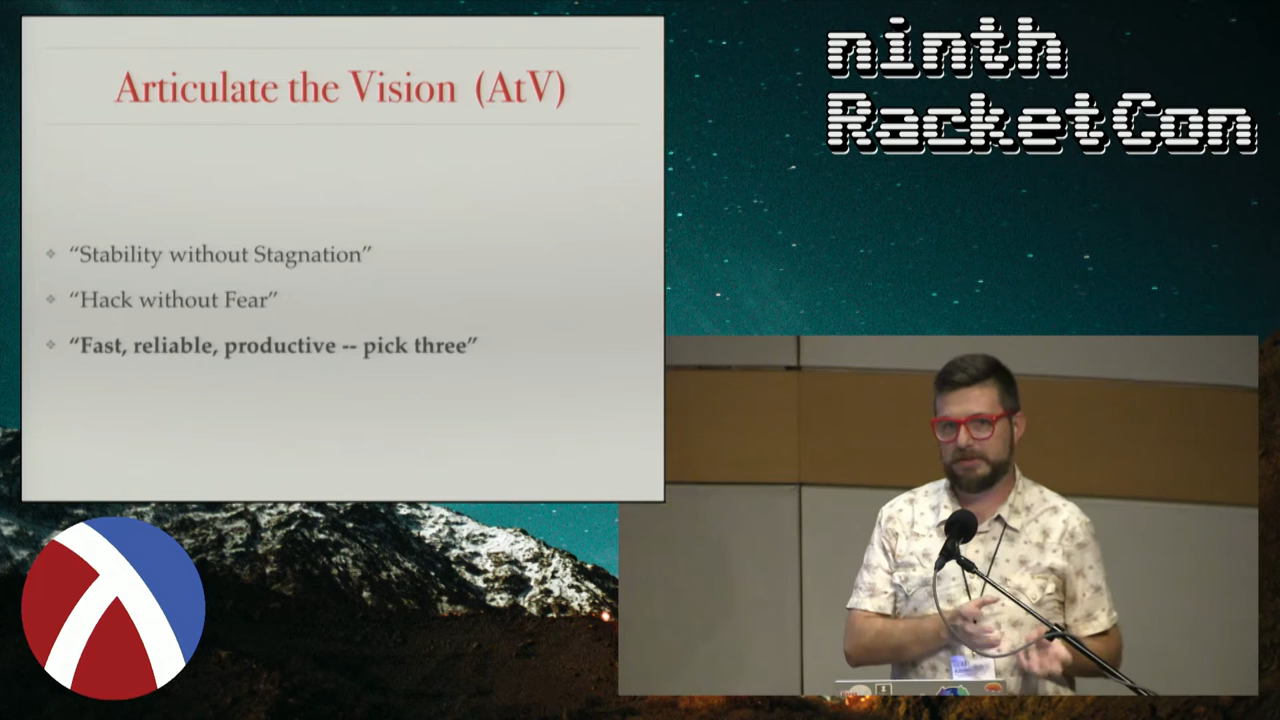 Articulate the Vision (AtV)
“Stability without Stagnation”
“Hack without Fear”
“Fast, reliable, productive -- pick three”
ninth
RacketCon